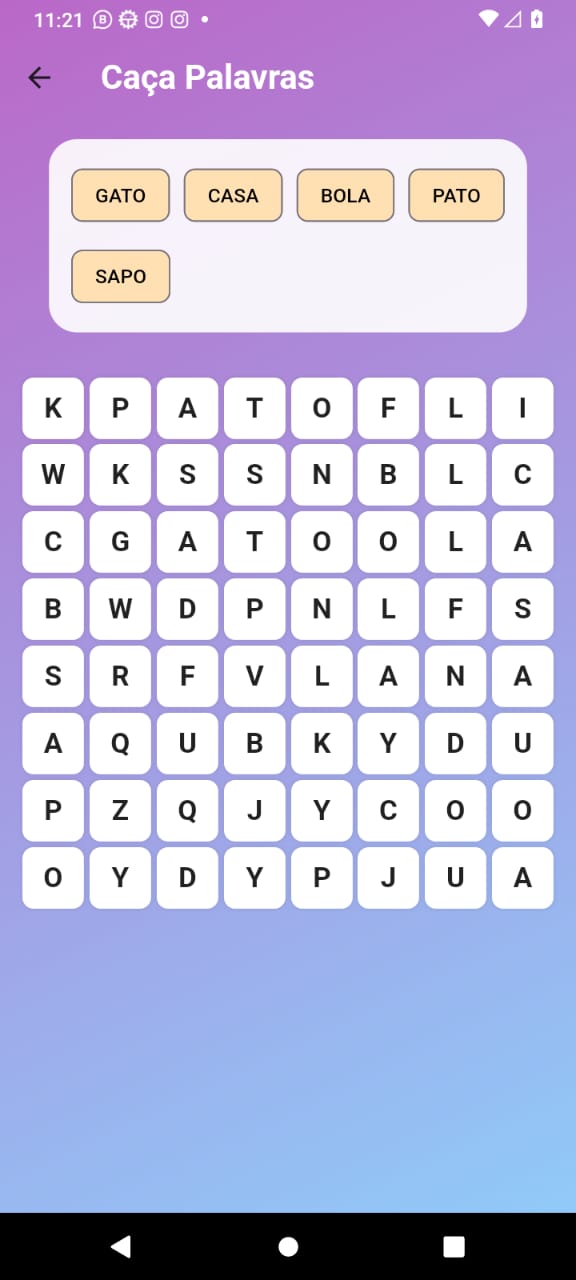 11:21
Caça Palavras
GATO CASA BOLA PATO
SAPO
K P A T O F L I
W K S S N B L C
C G A T O O L A
B W D P N L F S
S R F V L A N A
A Q U B K Y D U
P Z Q J Y C O O
O Y D Y P J U A